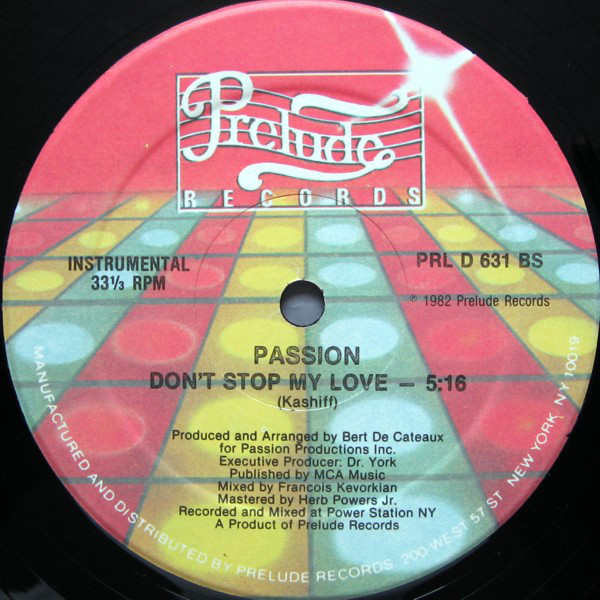 Prelude
RECORDS
INSTRUMENTAL
33⅓ RPM
PRL D 631 BS
℗ 1982 Prelude Records
PASSION
DON'T STOP MY LOVE — 5:16
(Kashiff)
Produced and Arranged by Bert De Cateaux
for Passion Productions Inc.
Executive Producer: Dr. York
Published by MCA Music
Mixed by Francois Kevorkian
Mastered by Herb Powers Jr.
Recorded and Mixed at Power Station NY
A Product of Prelude Records
MANUFACTURED AND DISTRIBUTED BY PRELUDE RECORDS. 200 WEST 57 ST. NEW YORK, NY 10019